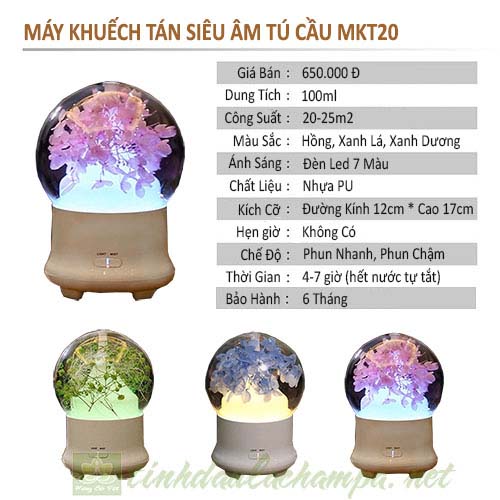 MÁY KHUẾCH TÁN SIÊU ÂM TÚ CẦU MKT20
Giá Bán : 650.000 Đ
Dung Tích : 100ml
Công Suất : 20-25m2
Màu Sắc : Hồng, Xanh Lá, Xanh Dương
Ánh Sáng : Đèn Led 7 Màu
Chất Liệu : Nhựa PU
Kích Cỡ : Đường Kính 12cm * Cao 17cm
Hẹn giờ : Không Có
Chế Độ : Phun Nhanh, Phun Chậm
Thời Gian : 4-7 giờ (hết nước tự tắt)
Bảo Hành : 6 Tháng
LIGHT MIST
tinhdaulachampa.net